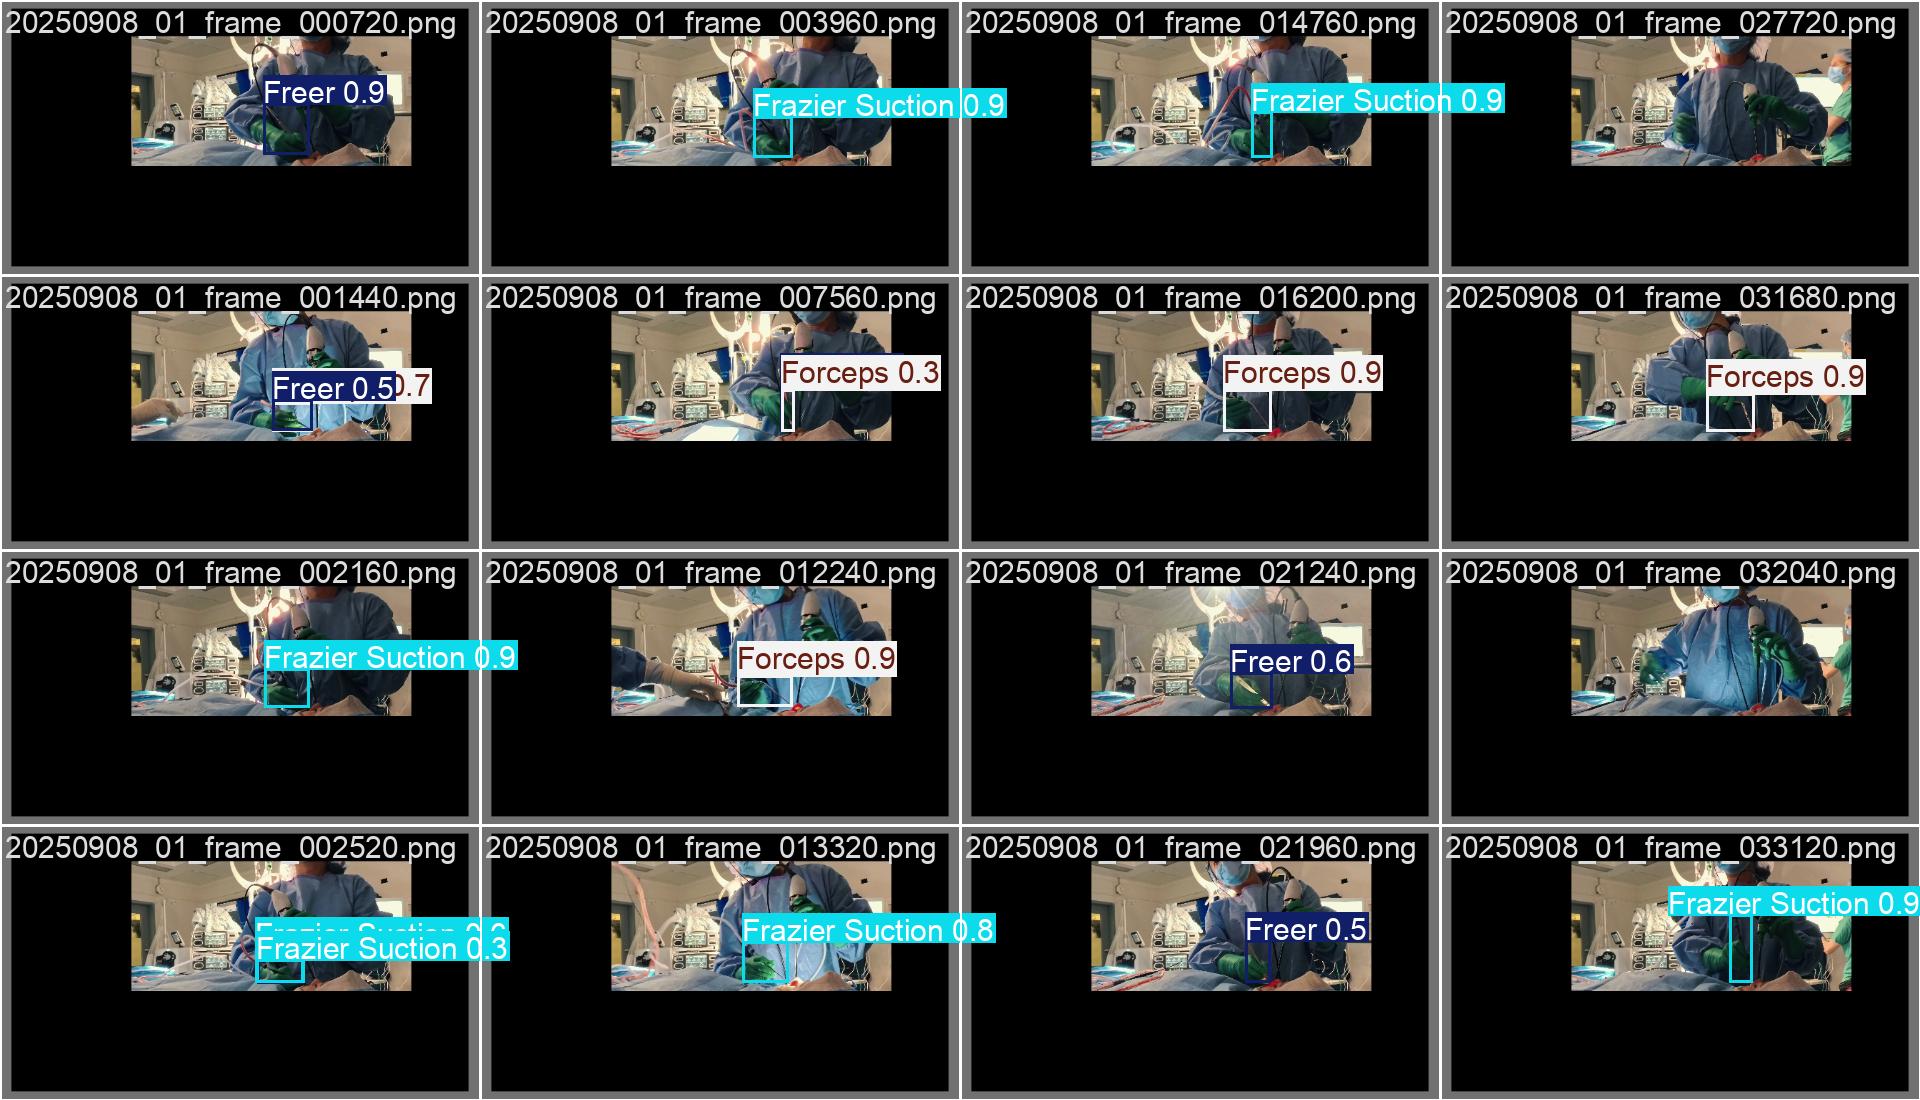 20250908_01_frame_000720.png
Freer 0.9
20250908_01_frame_003960.png
Frazier Suction 0.9
20250908_01_frame_014760.png
Frazier Suction 0.9
20250908_01_frame_027720.png
20250908_01_frame_001440.png
Freer 0.5
0.7
20250908_01_frame_007560.png
Forceps 0.3
20250908_01_frame_016200.png
Forceps 0.9
20250908_01_frame_031680.png
Forceps 0.9
20250908_01_frame_002160.png
Frazier Suction 0.9
20250908_01_frame_012240.png
Forceps 0.9
20250908_01_frame_021240.png
Freer 0.6
20250908_01_frame_032040.png
20250908_01_frame_002520.png
Frazier Suction
Frazier Suction 0.3
20250908_01_frame_013320.png
Frazier Suction 0.8
20250908_01_frame_021960.png
Freer 0.5
20250908_01_frame_033120.png
Frazier Suction 0.9